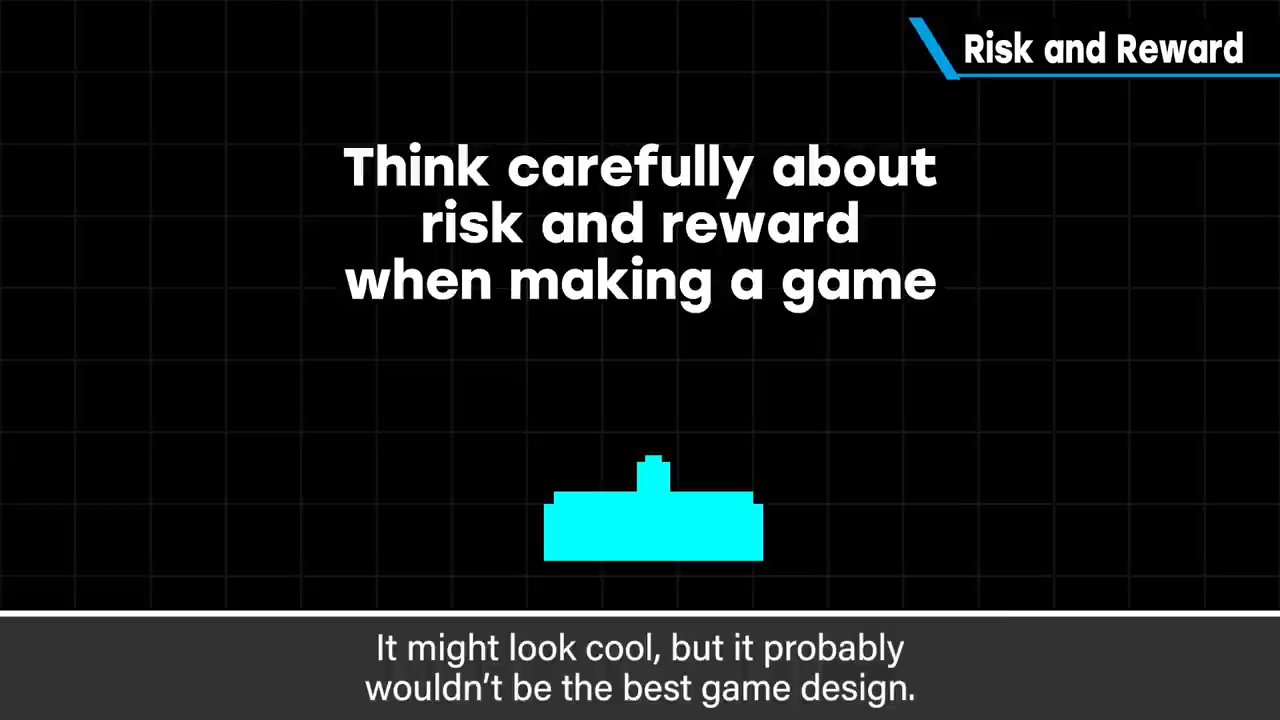 Risk and Reward
Think carefully about
risk and reward
when making a game
It might look cool, but it probably
wouldn’t be the best game design.